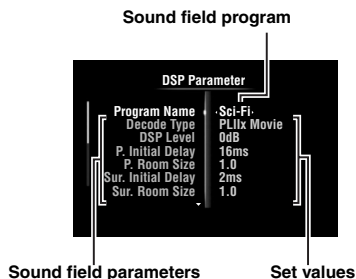 Sound field program
DSP Parameter
Program Name Sci-Fi
Decode Type PLIIx Movie
DSP Level 0dB
P. Initial Delay 16ms
P. Room Size 1.0
Sur. Initial Delay 2ms
Sur. Room Size 1.0
Sound field parameters Set values